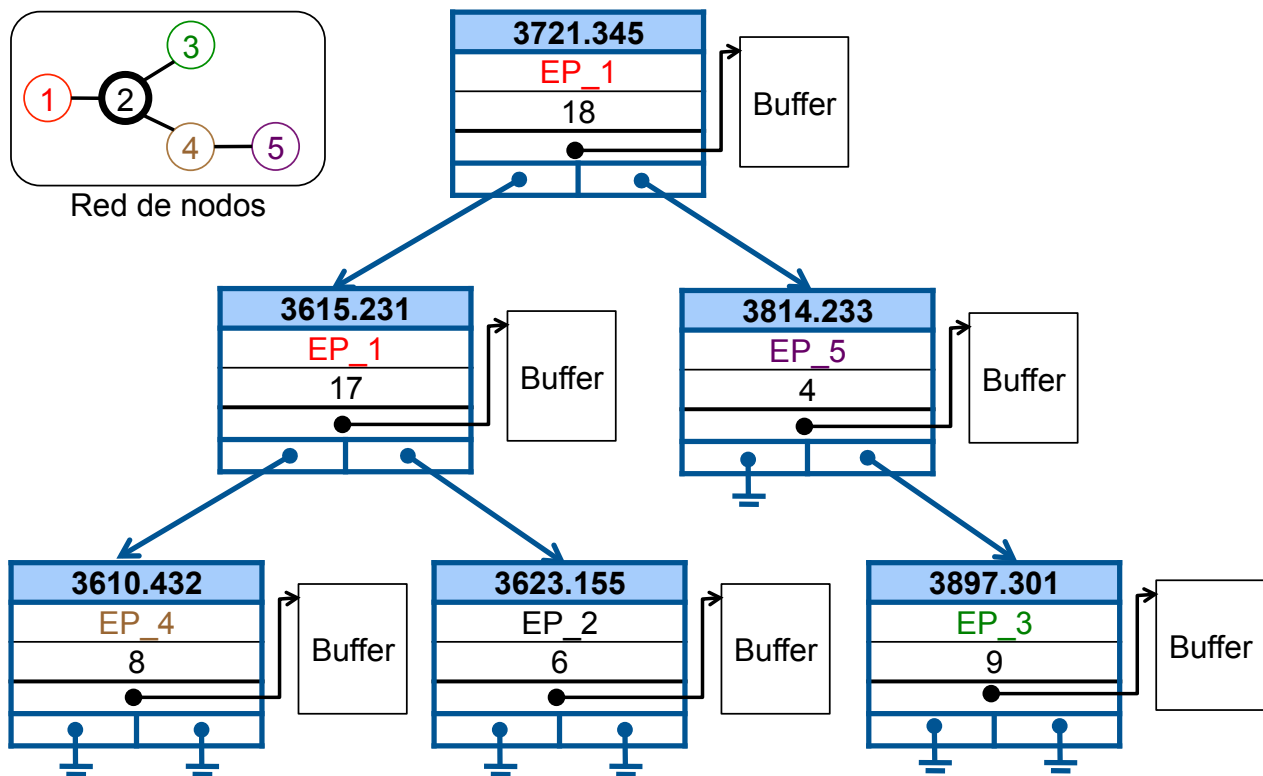 1
2
3
4
5
Red de nodos
3721.345
EP_1
18
Buffer
3615.231
EP_1
17
Buffer
3814.233
EP_5
4
Buffer
3610.432
EP_4
8
Buffer
3623.155
EP_2
6
Buffer
3897.301
EP_3
9
Buffer